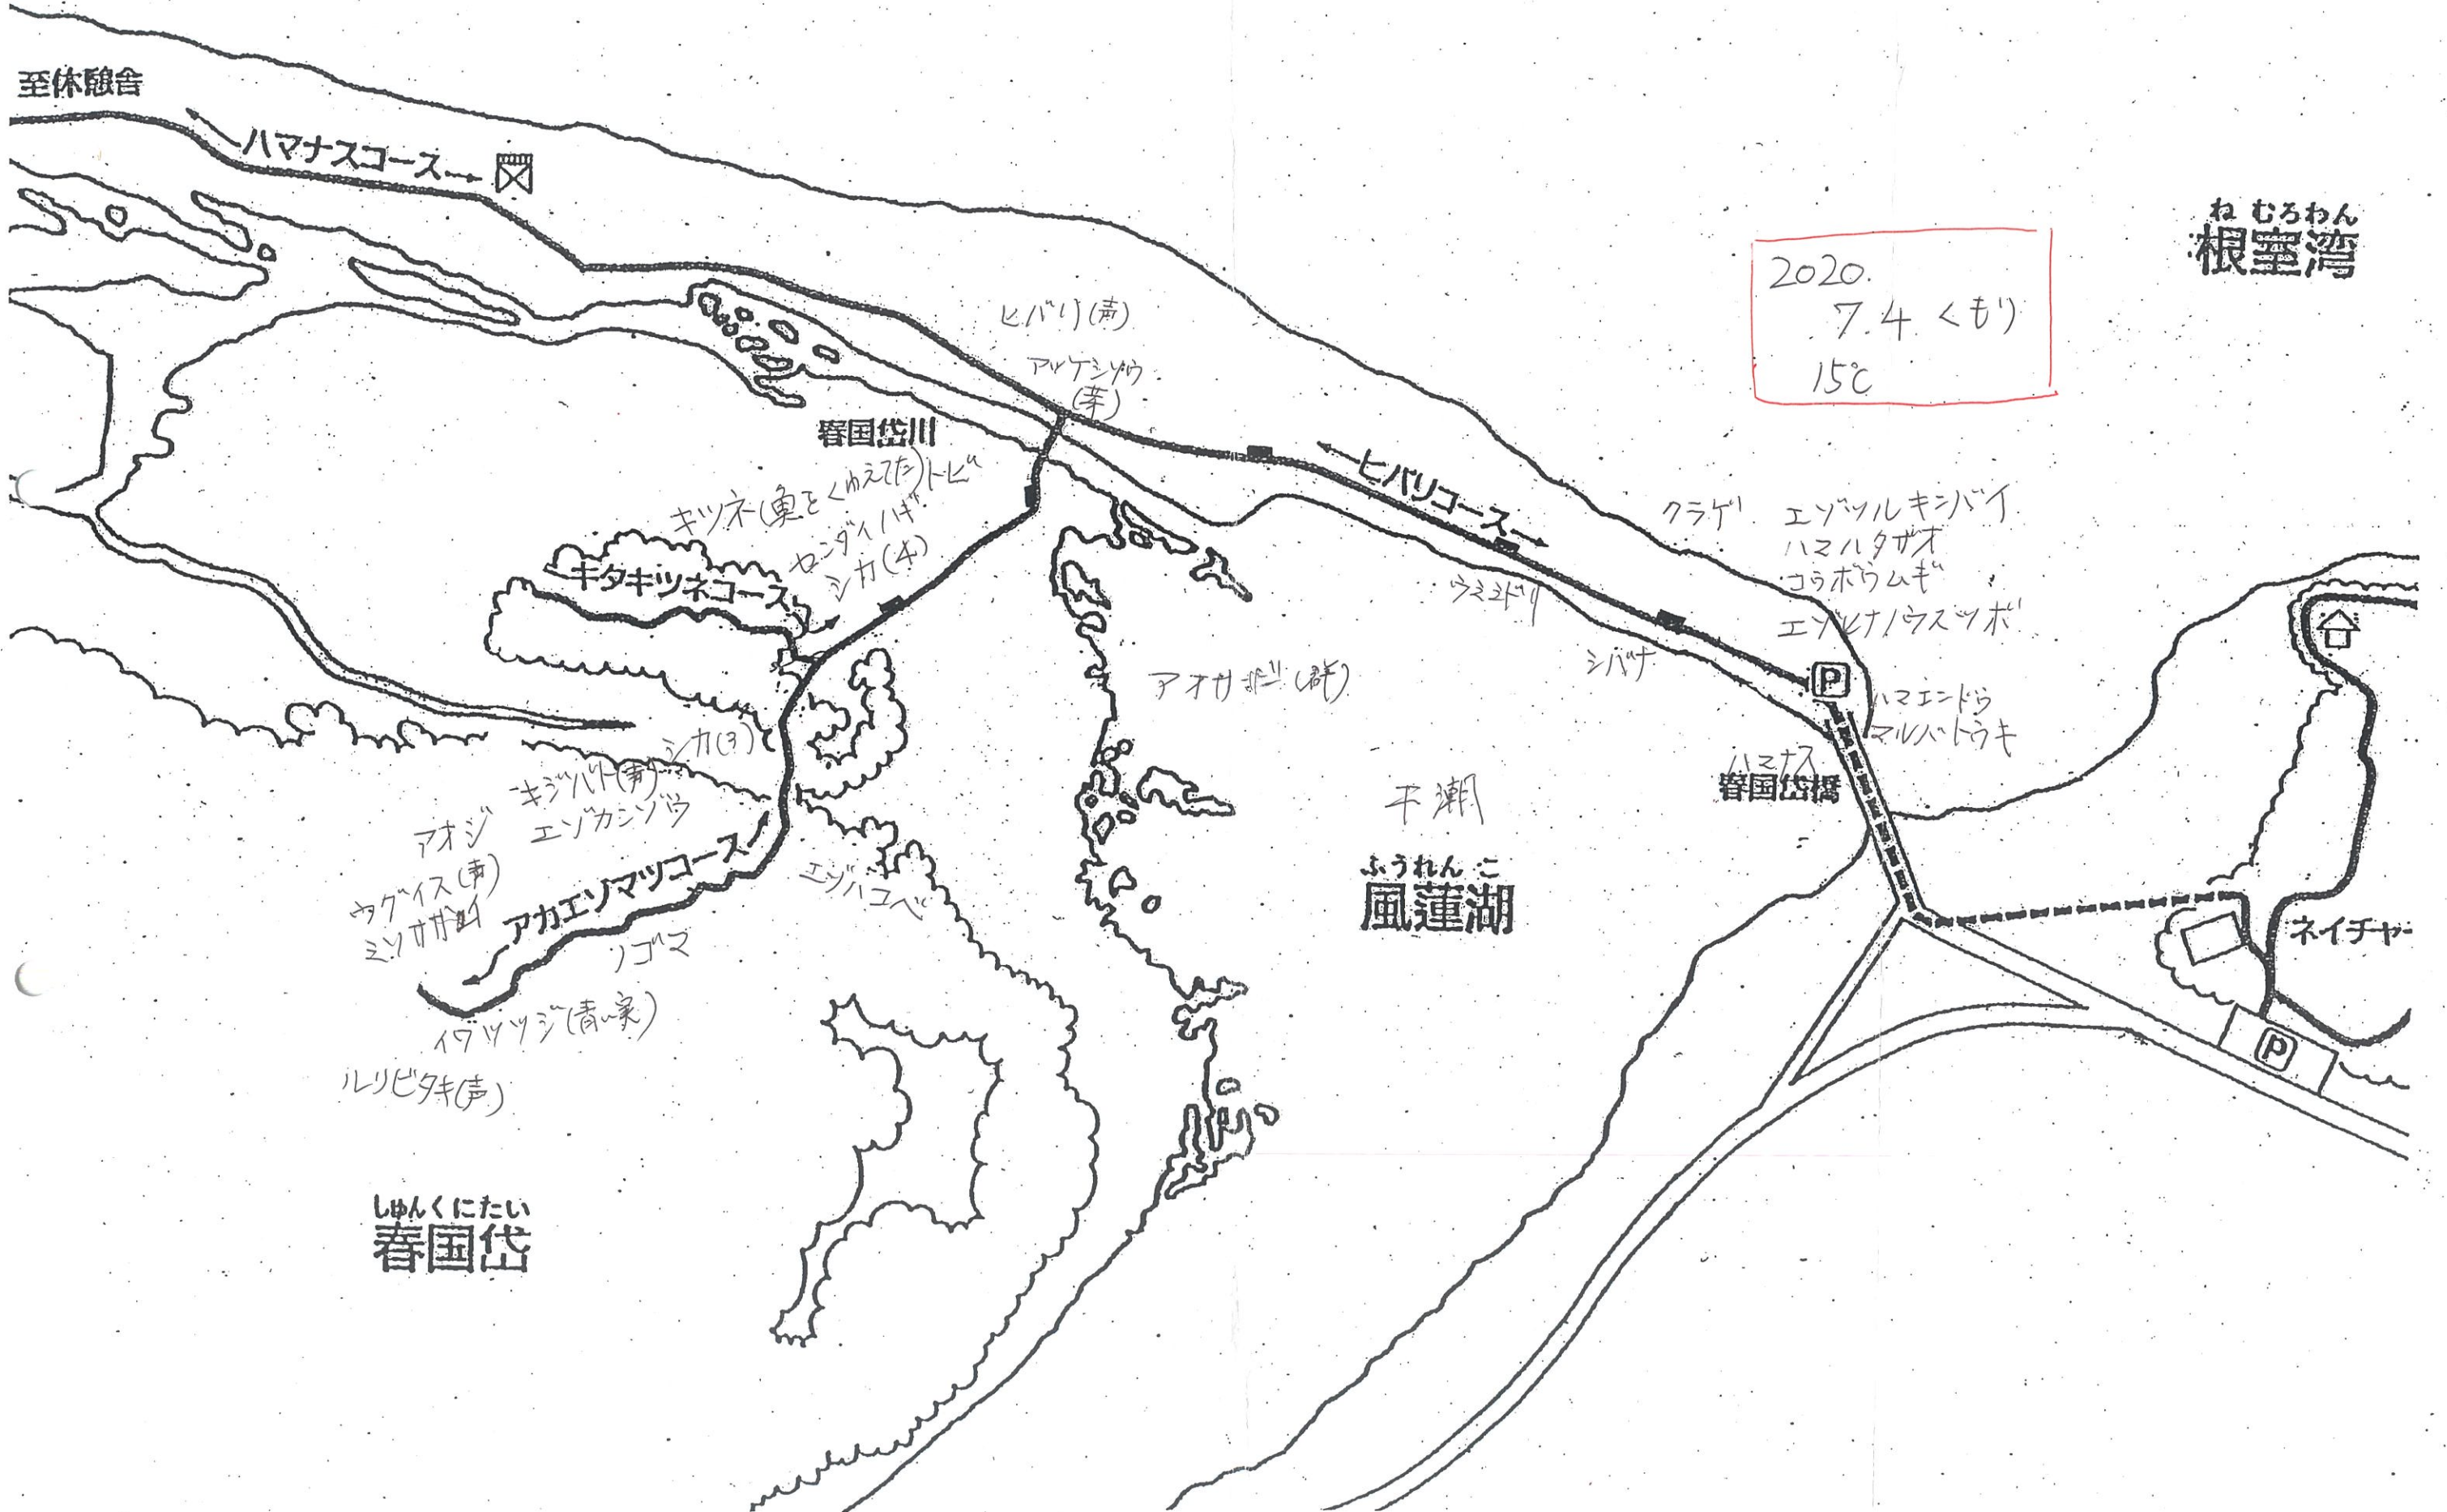 至休憩舎
ハマナスコース
ね むろわん
根室湾
2020.
7.4 くもり
15℃
ヒバリ(声)
アッケシソウ
(芽)
春国岱川
ヒバリコース
キツネ(魚をくわえてた)トビ
センダイハギ
シカ(4)
キタキツネコース
クラゲ
エゾツルキンバイ
ハマハタザオ
コウボウムギ
エゾヒナノウスツボ
ウミミドリ
シバナ
アオサギ(群)
P
ハマエンドウ
マルバトウキ
ハマナス
春国岱橋
シカ(3)
キジバト(声)
エゾカンゾウ
アオジ
ウグイス(声)
ミソサザイ
アカエゾマツコース
エゾハコベ
干潮
ふうれん こ
風蓮湖
ノゴマ
イワツツジ(青い実)
ルリビタキ(声)
ネイチャー
P
しゅんくにたい
春国岱